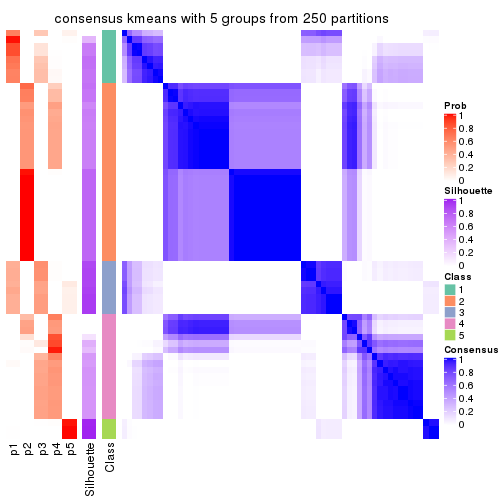 consensus kmeans with 5 groups from 250 partitions
Prob
1
0.8
0.6
0.4
0.2
0
Silhouette
1
0.8
0.6
0.4
0.2
0
Class
1
2
3
4
5
Consensus
1
0.8
0.6
0.4
0.2
0
p1
p2
p3
p4
p5
Silhouette
Class